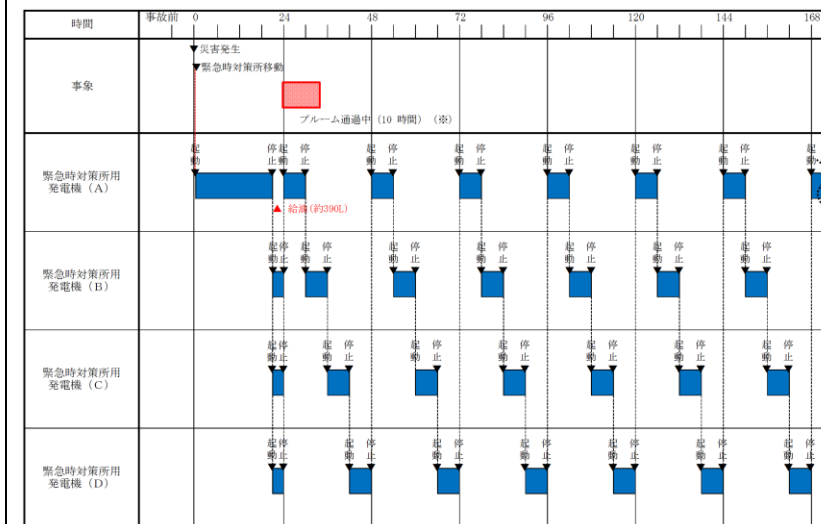 時間
事故前 0 24 48 72 96 120 144 168
事象
▼災害発生
▼緊急時対策所移動
プルーム通過中（10 時間）（※）
緊急時対策所用
発電機（A）
起動 停止 起動 停止 起動 停止 起動 停止 起動 停止 起動 停止 起動 停止 起動
▲ 給油(約390L)
緊急時対策所用
発電機（B）
起動 停止 起動 停止 起動 停止 起動 停止 起動 停止 起動 停止 起動 停止
緊急時対策所用
発電機（C）
起動 停止 起動 停止 起動 停止 起動 停止 起動 停止 起動 停止 起動 停止
緊急時対策所用
発電機（D）
起動 停止 起動 停止 起動 停止 起動 停止 起動 停止 起動 停止 起動 停止